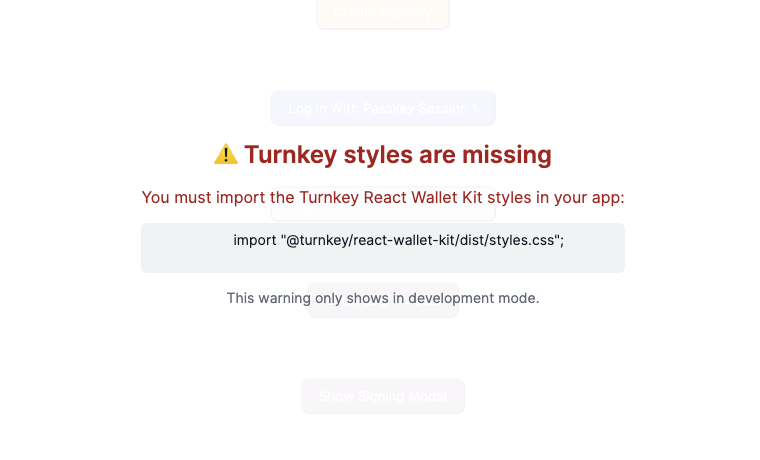 Create Passkey
Log In With Passkey Session 1
⚠️ Turnkey styles are missing
You must import the Turnkey React Wallet Kit styles in your app:
import "@turnkey/react-wallet-kit/dist/styles.css";
This warning only shows in development mode.
Show Signing Modal